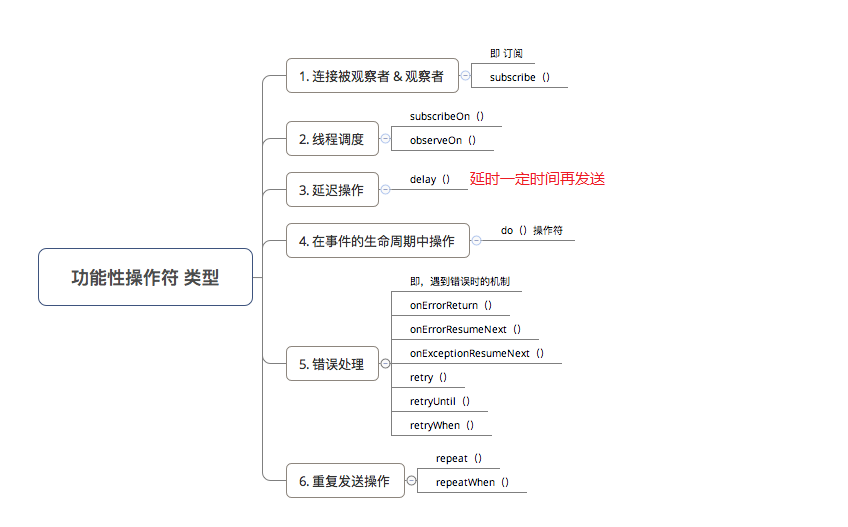 功能性操作符 类型
1. 连接被观察者 & 观察者
即 订阅
subscribe（）
2. 线程调度
subscribeOn（）
observeOn（）
3. 延迟操作
delay（） 延时一定时间再发送
4. 在事件的生命周期中操作
do（）操作符
5. 错误处理
即，遇到错误时的机制
onErrorReturn（）
onErrorResumeNext（）
onExceptionResumeNext（）
retry（）
retryUntil（）
retryWhen（）
6. 重复发送操作
repeat（）
repeatWhen（）